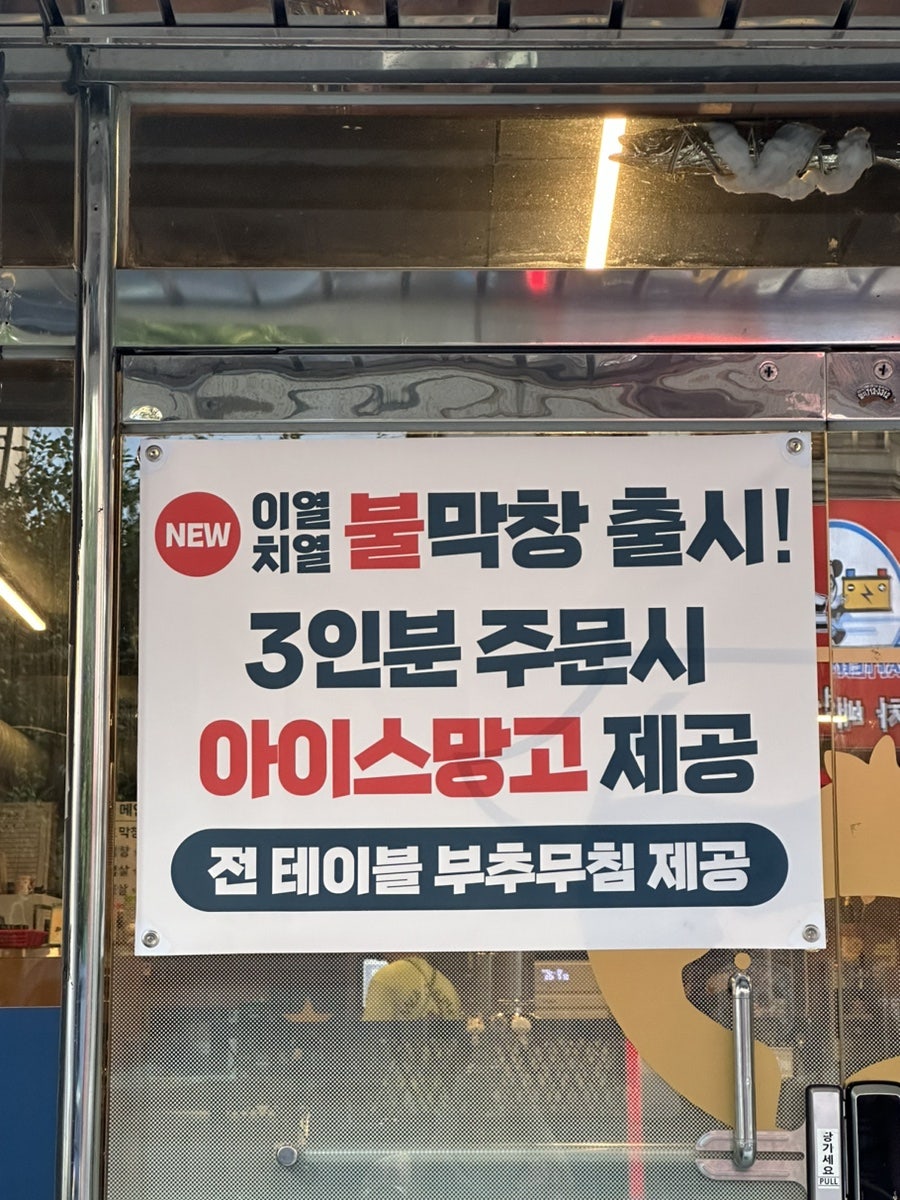 NEW 이열치열 불막창 출시!
3인분 주문시
아이스망고 제공
전 테이블 부추무침 제공
당기세요
PULL